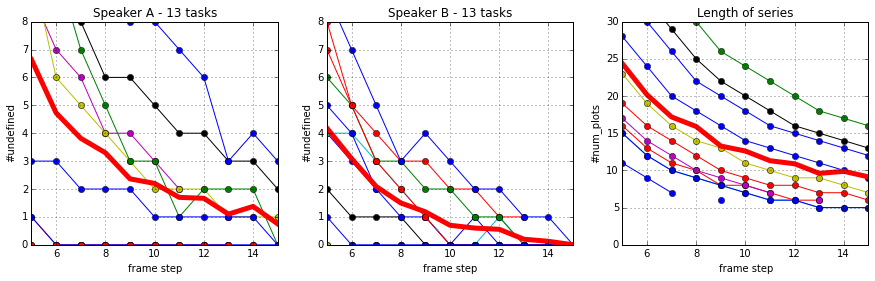 Speaker A - 13 tasks
#undefined
8
7
6
5
4
3
2
1
0
6 8 10 12 14
frame step
Speaker B - 13 tasks
#undefined
8
7
6
5
4
3
2
1
0
6 8 10 12 14
frame step
Length of series
#num_plots
30
25
20
15
10
5
0
6 8 10 12 14
frame step